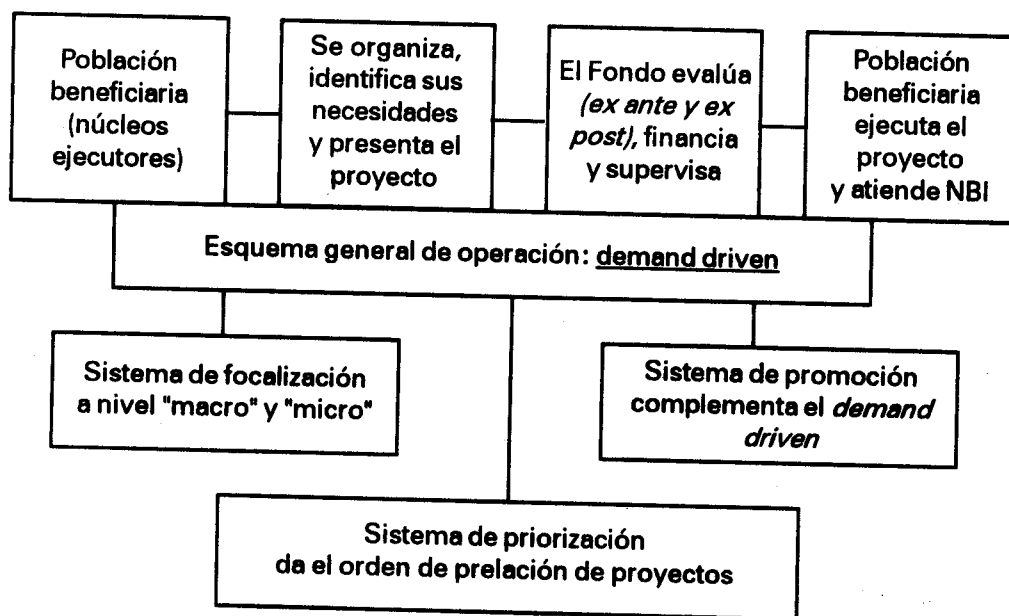 Población
beneficiaria
(núcleos
ejecutores)
Se organiza,
identifica sus
necesidades
y presenta el
proyecto
El Fondo evalúa
(ex ante y ex
post), financia
y supervisa
Población
beneficiaria
ejecuta el
proyecto
y atiende NBI
Esquema general de operación: demand driven
Sistema de focalización
a nivel "macro" y "micro"
Sistema de promoción
complementa el demand
driven
Sistema de priorización
da el orden de prelación de proyectos